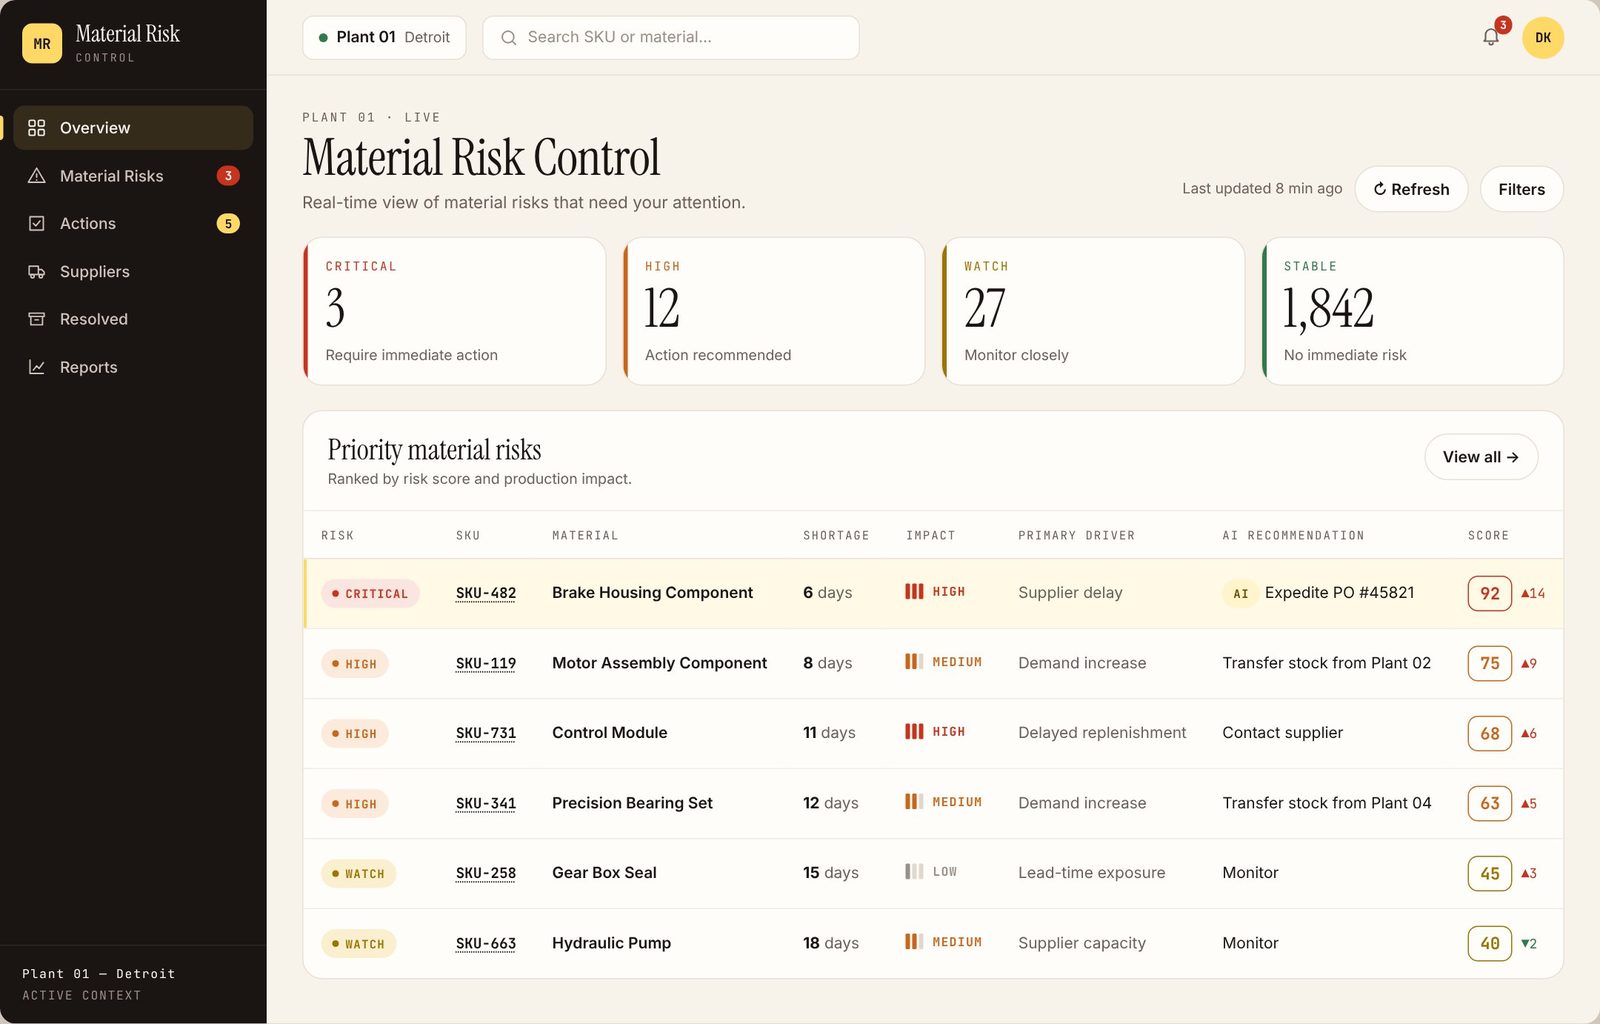 MR
Material Risk
CONTROL
Overview
Material Risks 3
Actions 5
Suppliers
Resolved
Reports
Plant 01 — Detroit
ACTIVE CONTEXT
Plant 01 Detroit
Search SKU or material...
3
DK
PLANT 01 · LIVE
Material Risk Control
Real-time view of material risks that need your attention.
Last updated 8 min ago
↻ Refresh
Filters
CRITICAL
3
Require immediate action
HIGH
12
Action recommended
WATCH
27
Monitor closely
STABLE
1,842
No immediate risk
Priority material risks
Ranked by risk score and production impact.
View all →
RISK SKU MATERIAL SHORTAGE IMPACT PRIMARY DRIVER AI RECOMMENDATION SCORE
CRITICAL SKU-482 Brake Housing Component 6 days HIGH Supplier delay AI Expedite PO #45821 92 ▲14
HIGH SKU-119 Motor Assembly Component 8 days MEDIUM Demand increase Transfer stock from Plant 02 75 ▲9
HIGH SKU-731 Control Module 11 days HIGH Delayed replenishment Contact supplier 68 ▲6
HIGH SKU-341 Precision Bearing Set 12 days MEDIUM Demand increase Transfer stock from Plant 04 63 ▲5
WATCH SKU-258 Gear Box Seal 15 days LOW Lead-time exposure Monitor 45 ▲3
WATCH SKU-663 Hydraulic Pump 18 days MEDIUM Supplier capacity Monitor 40 ▼2